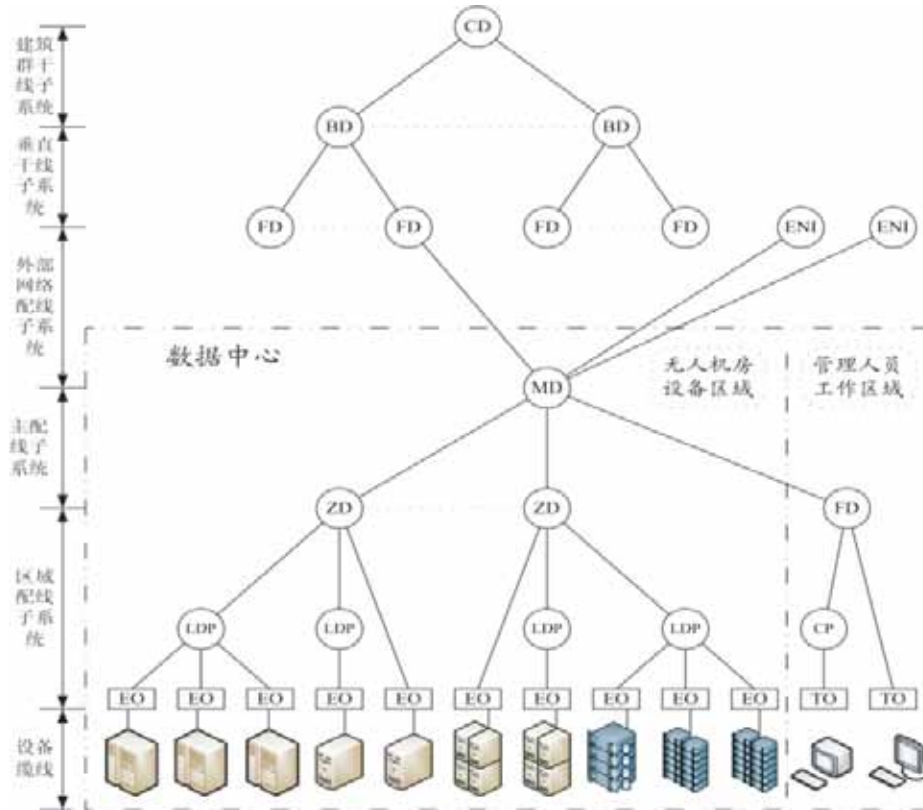 CD
建筑
群干
线子
系统
BD
BD
垂直
干线
子系
统
FD
FD
FD
FD
ENI
ENI
外部
网络
配线
子系
统
数据中心
无人机房
设备区域
管理人员
工作区域
MD
主配
线子
系统
ZD
ZD
FD
区域
配线
子系
统
LDP
LDP
LDP
LDP
CP
EO
EO
EO
EO
EO
EO
EO
EO
EO
EO
TO
TO
设备
缆线